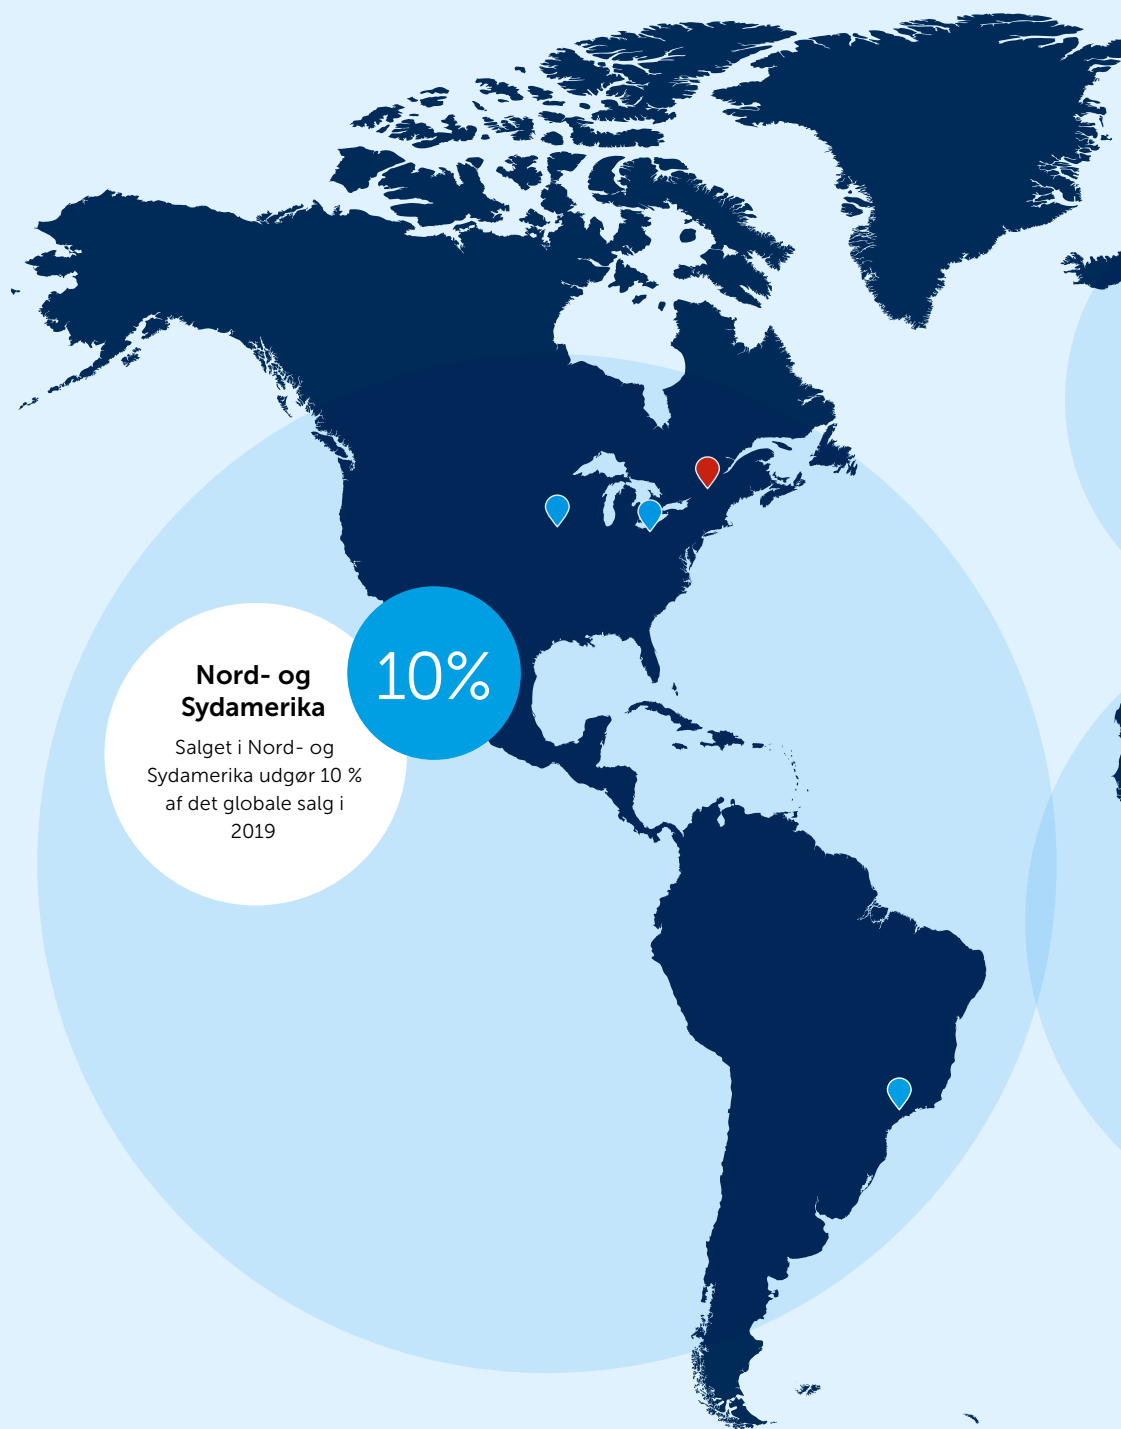 10%
Nord- og
Sydamerika
Salget i Nord- og
Sydamerika udgør 10 %
af det globale salg i
2019